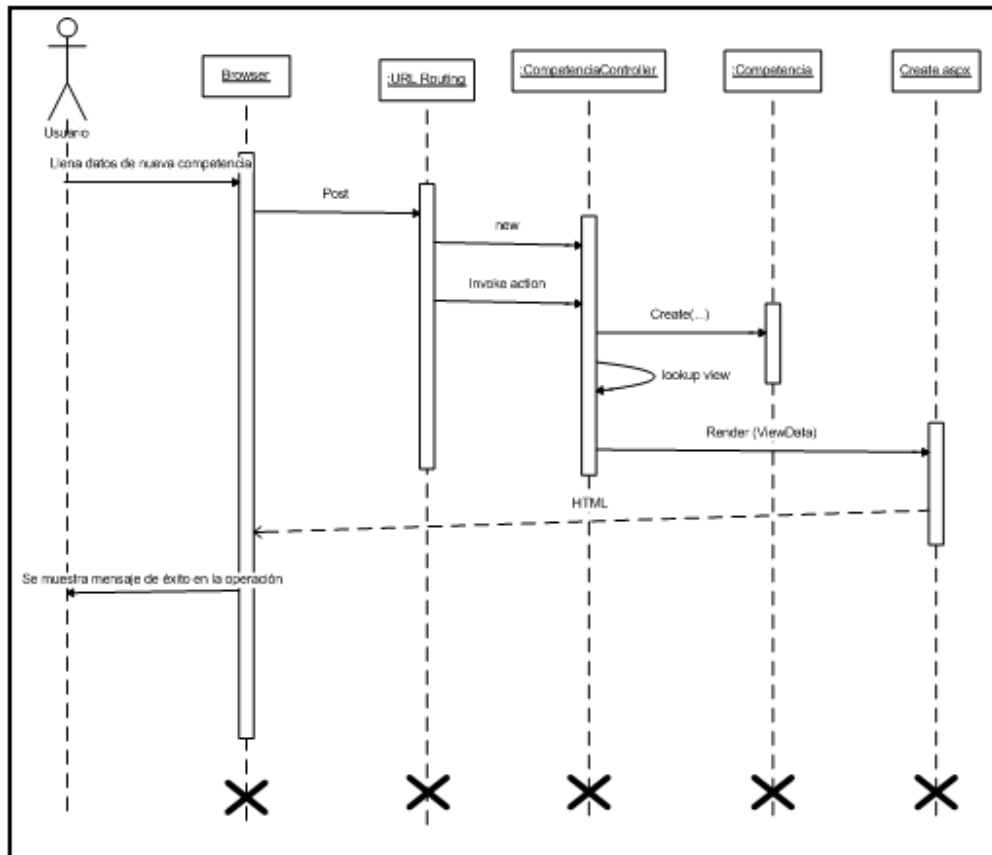 Browser
:URL Routing
:CompetenciaController
:Competencia
Create.aspx
Usuario
Llena datos de nueva competencia
Post
new
Invoke action
Create(...)
lookup view
Render (ViewData)
HTML
Se muestra mensaje de éxito en la operación